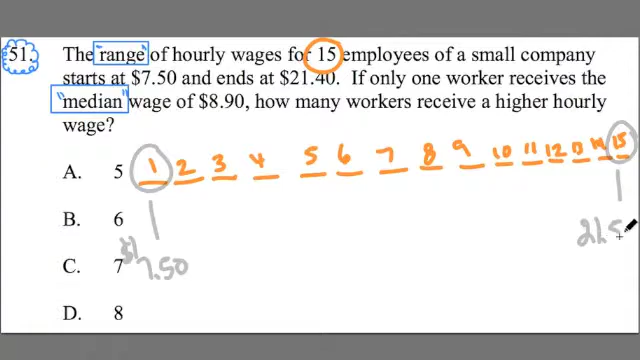 51. The "range" of hourly wages for 15 employees of a small company
starts at $7.50 and ends at $21.40. If only one worker receives the
"median" wage of $8.90, how many workers receive a higher hourly
wage?
1 2 3 4 5 6 7 8 9 10 11 12 13 14 15
A. 5
B. 6
C. 7
D. 8
$7.50
21.5